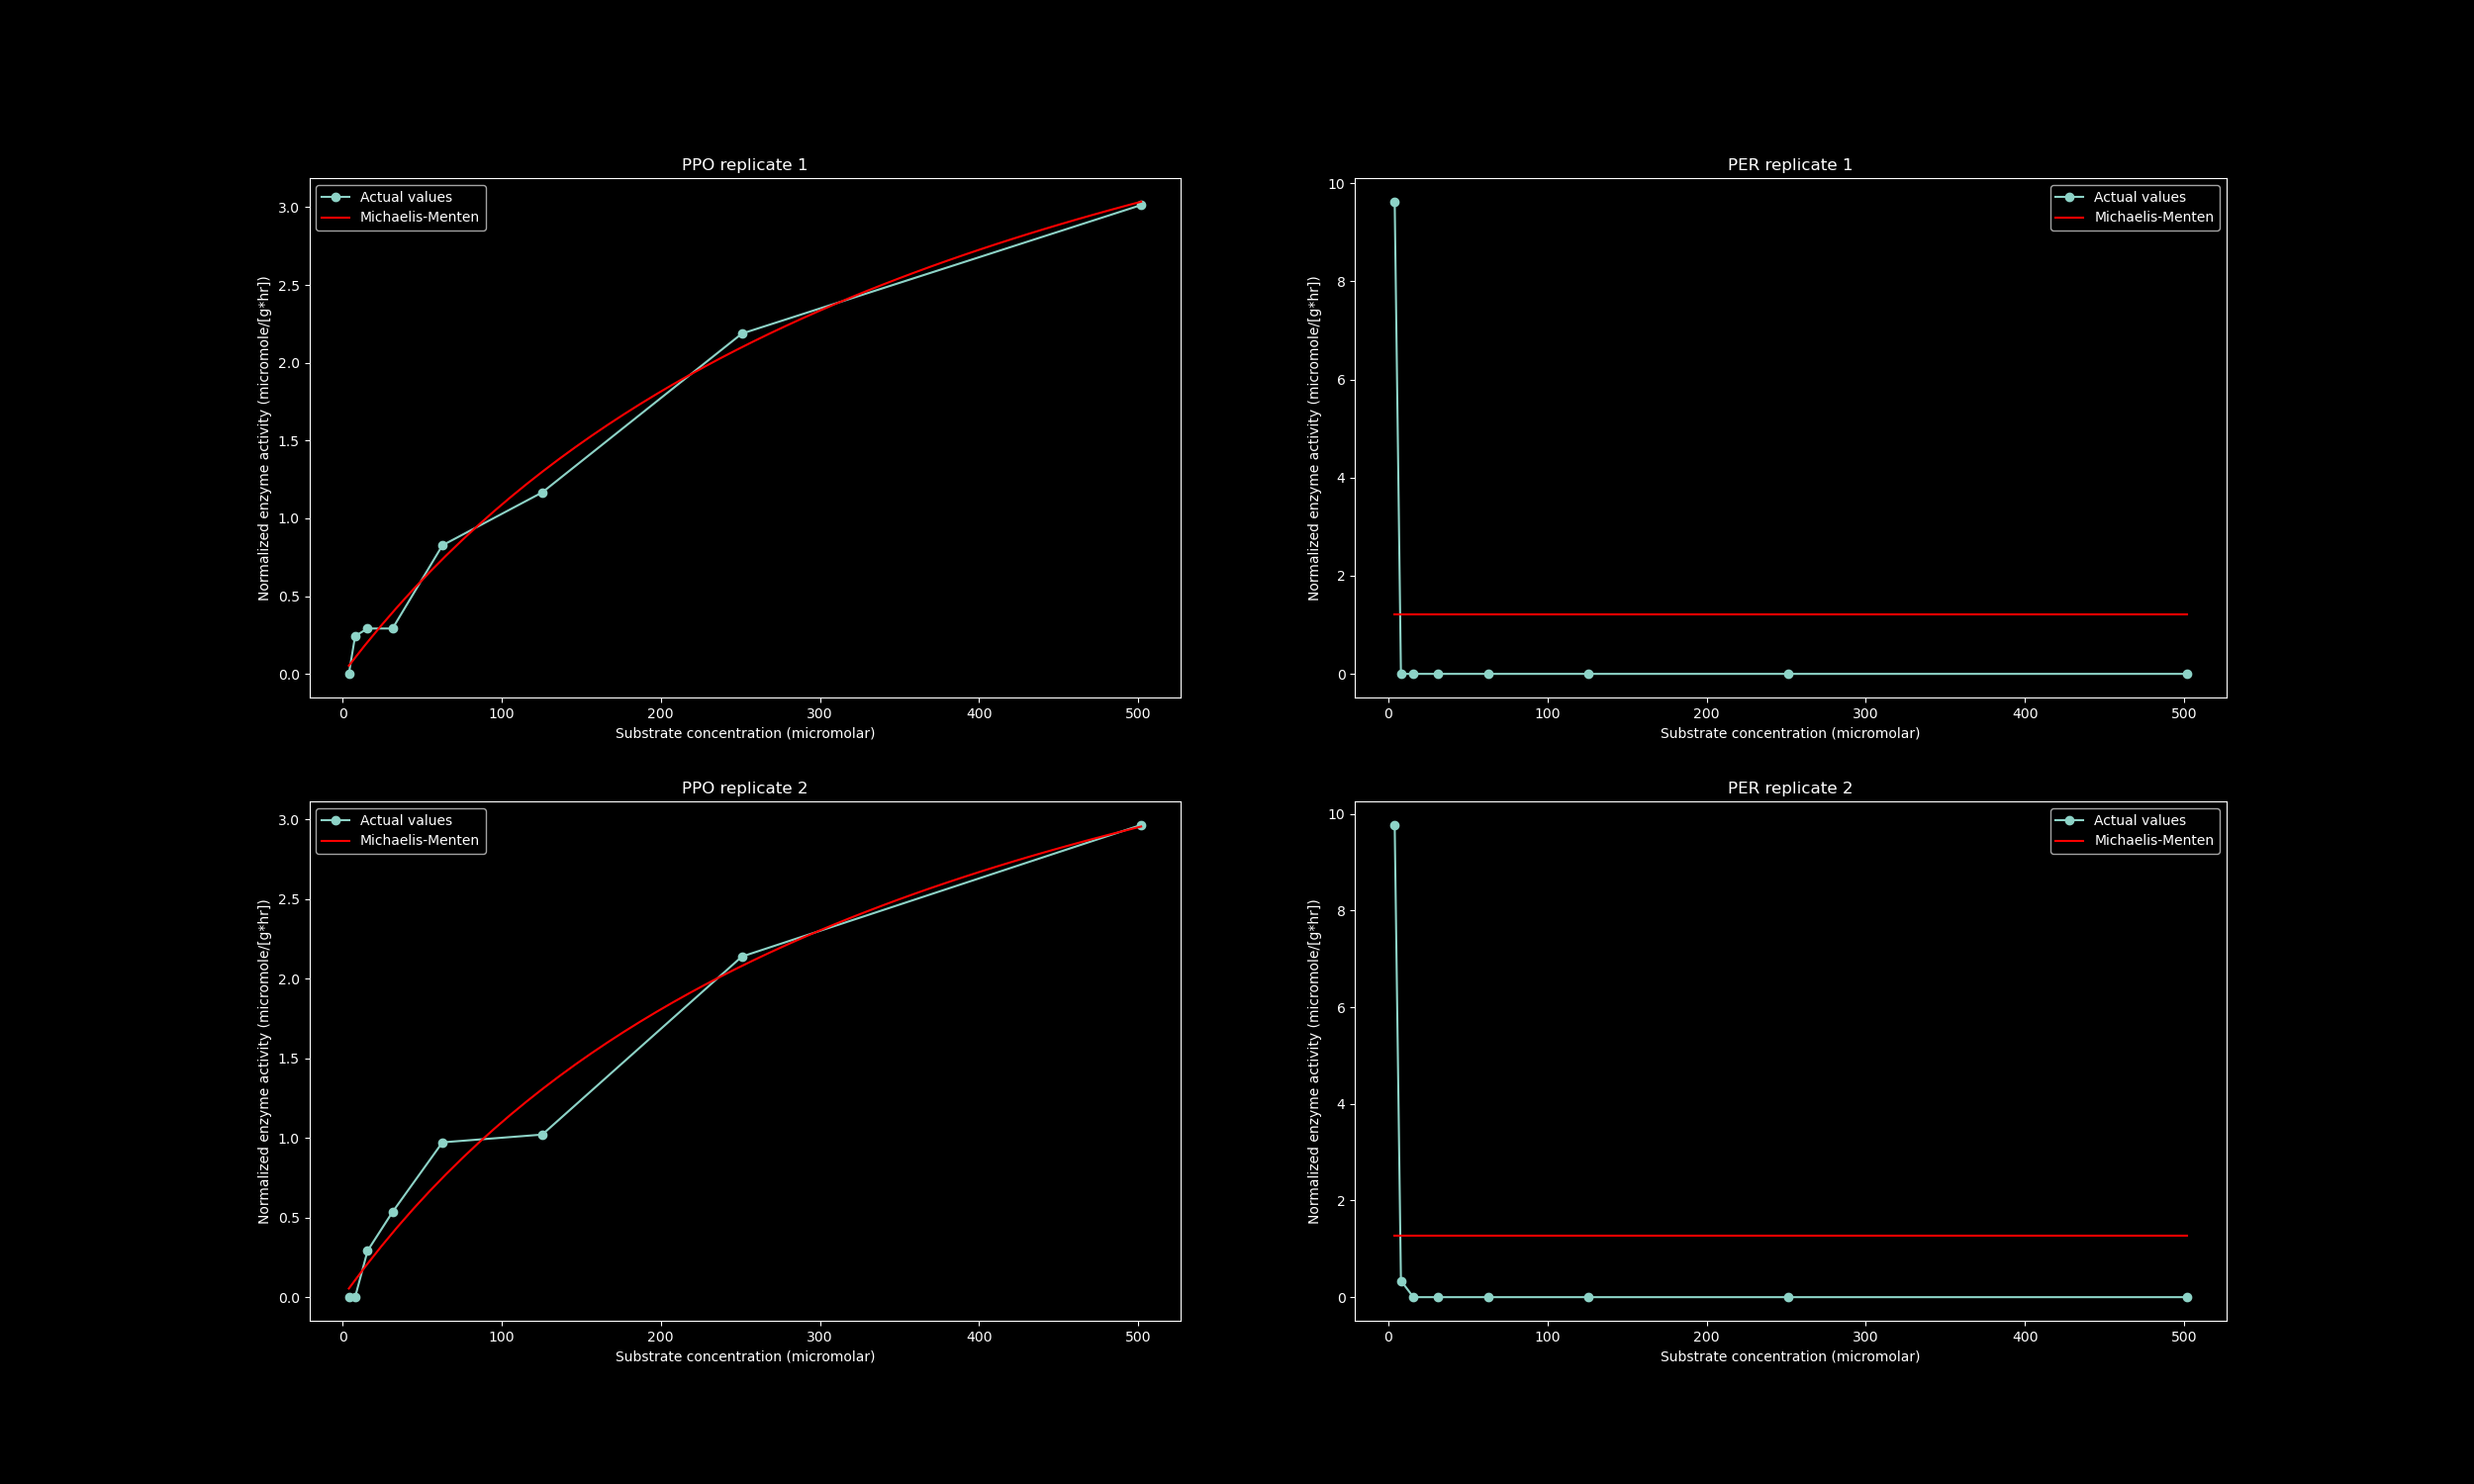 PPO replicate 1
Actual values
Michaelis-Menten
3.0
2.5
2.0
1.5
1.0
0.5
0.0
Normalized enzyme activity (micromole/[g*hr])
0 100 200 300 400 500
Substrate concentration (micromolar)
PER replicate 1
Actual values
Michaelis-Menten
10
8
6
4
2
0
Normalized enzyme activity (micromole/[g*hr])
0 100 200 300 400 500
Substrate concentration (micromolar)
PPO replicate 2
Actual values
Michaelis-Menten
3.0
2.5
2.0
1.5
1.0
0.5
0.0
Normalized enzyme activity (micromole/[g*hr])
0 100 200 300 400 500
Substrate concentration (micromolar)
PER replicate 2
Actual values
Michaelis-Menten
10
8
6
4
2
0
Normalized enzyme activity (micromole/[g*hr])
0 100 200 300 400 500
Substrate concentration (micromolar)